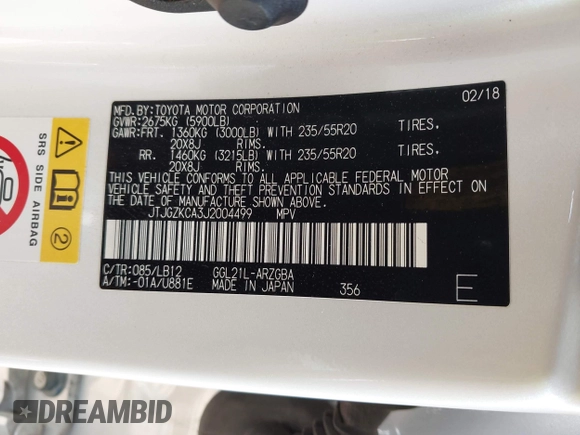 MFD.BY:TOYOTA MOTOR CORPORATION 02/18
GVWR:2675KG (5900LB)
GAWR:FRT. 1360KG (3000LB) WITH 235/55R20 TIRES,
20X8J RIMS.
RR. 1460KG (3215LB) WITH 235/55R20 TIRES,
20X8J RIMS.
THIS VEHICLE CONFORMS TO ALL APPLICABLE FEDERAL MOTOR
VEHICLE SAFETY AND THEFT PREVENTION STANDARDS IN EFFECT ON
THE DATE OF MANUFACTURE SHOWN ABOVE.
JTJGZKCA3J2004499 MPV
C/TR:085/LB12 GGL21L-ARZGBA
A/TM:-01A/U881E MADE IN JAPAN 356
E
SRS SIDE AIRBAG
2
DREAMBID